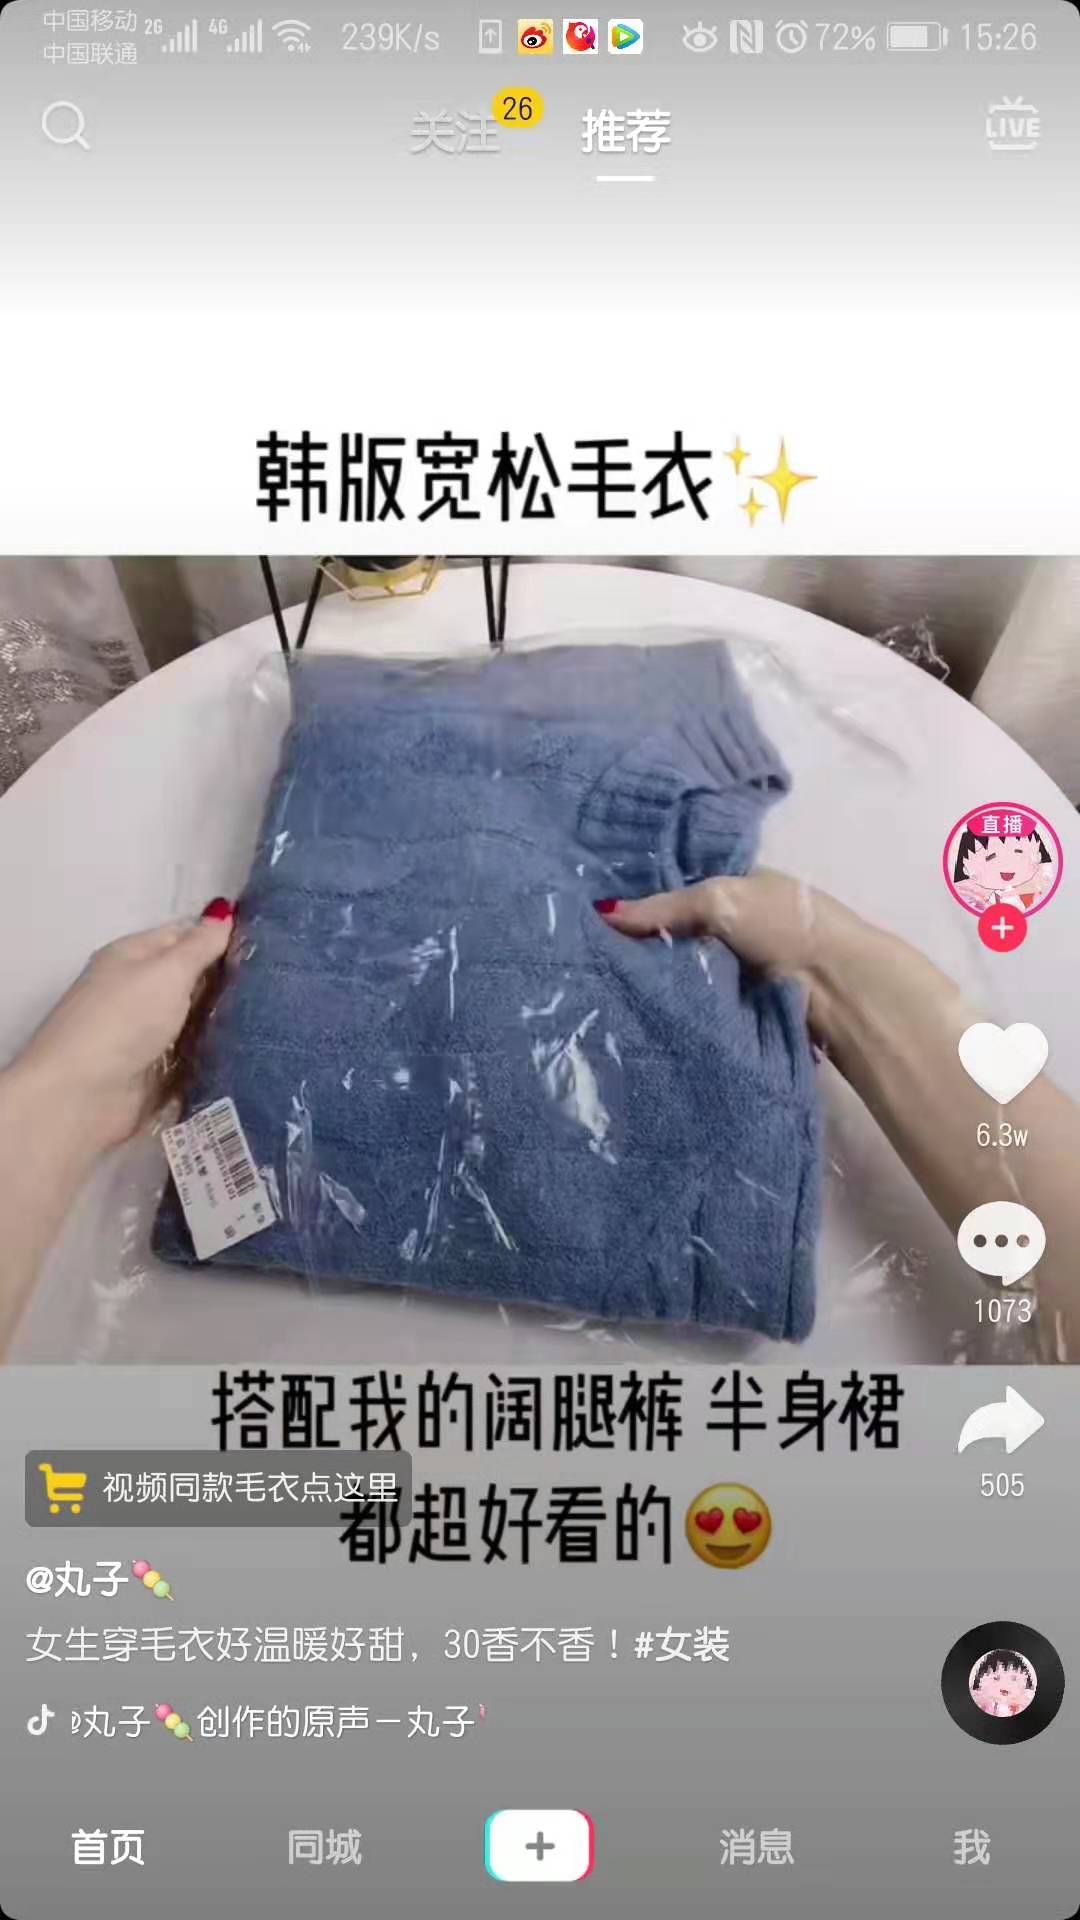 中国移动 2G 4G 239K/s 72% 15:26
中国联通
关注 26 推荐 LIVE
韩版宽松毛衣
直播
6.3w
1073
搭配我的阔腿裤 半身裙
505
视频同款毛衣点这里
都超好看的
@丸子
女生穿毛衣好温暖好甜，30香不香！#女装
@丸子 创作的原声－丸子
首页 同城 消息 我